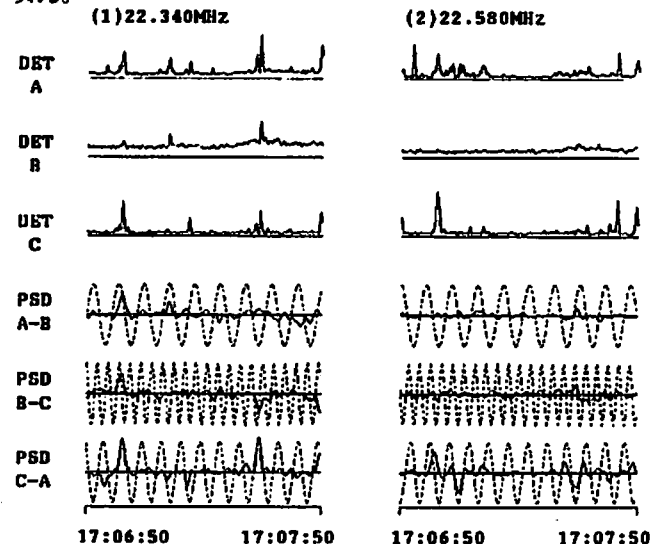 (1)22.340MHz (2)22.580MHz
DET
A
DET
B
DET
C
PSD
A-B
PSD
B-C
PSD
C-A
17:06:50 17:07:50 17:06:50 17:07:50